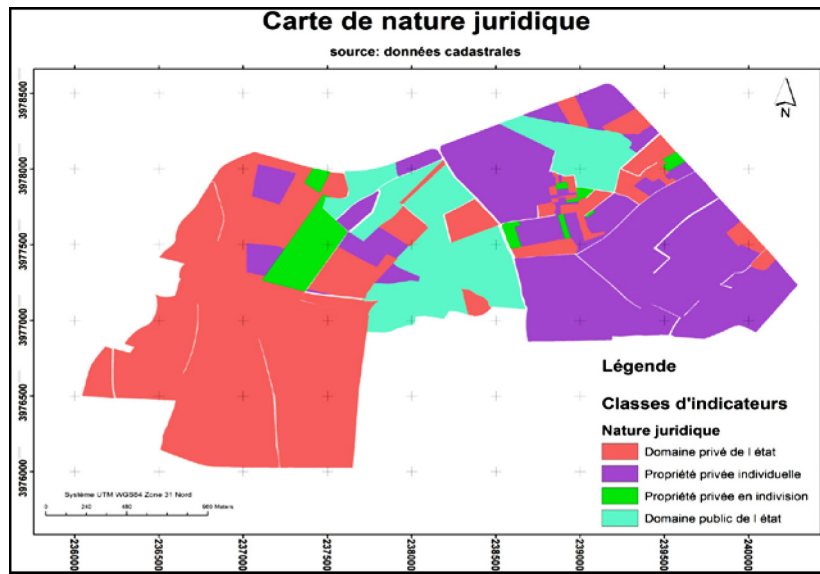 Carte de nature juridique
source: données cadastrales
3978500
3978000
3977500
3977000
3976500
3976000
N
Légende
Classes d'indicateurs
Nature juridique
Domaine privé de l état
Propriété privée individuelle
Propriété privée en indivision
Domaine public de l état
Système UTM WGS84 Zone 31 Nord
0 240 480 960 Meters
236000 236500 237000 237500 238000 238500 239000 239500 240000